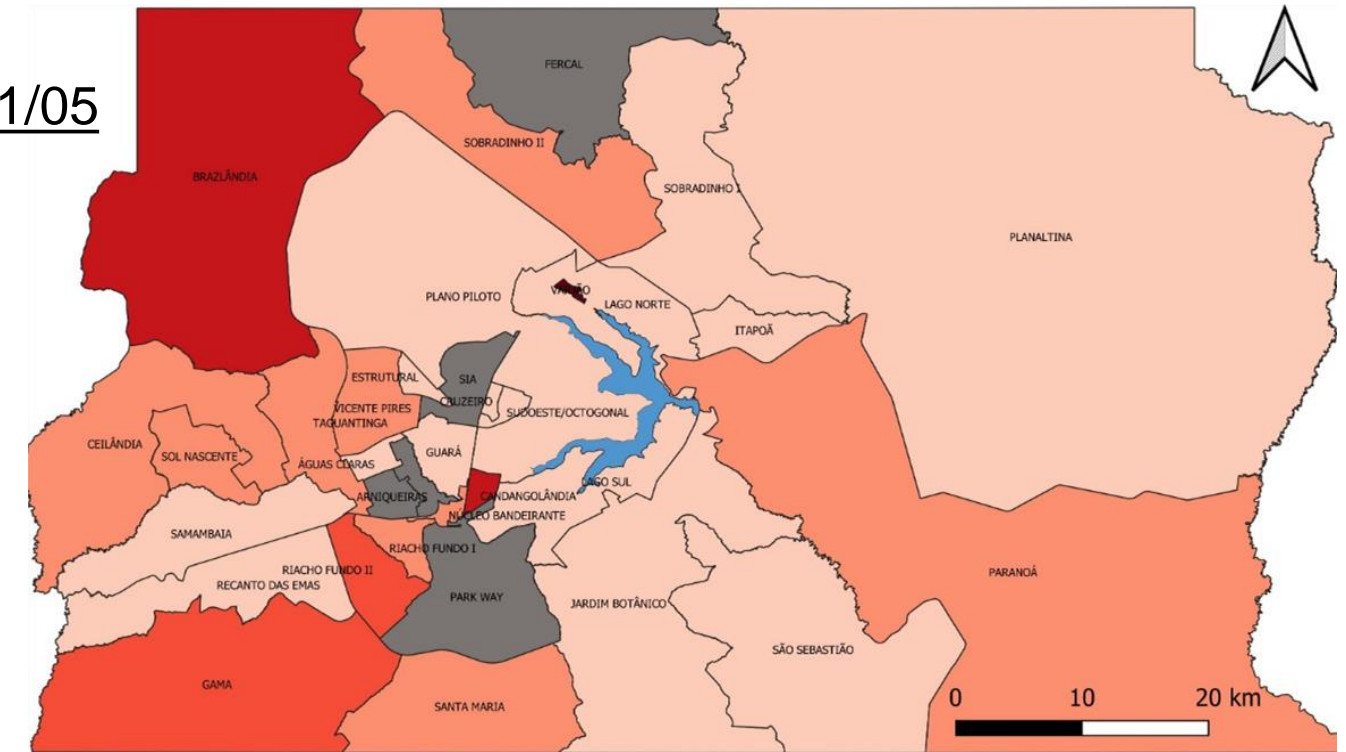 1/05
FERCAL
SOBRADINHO II
BRAZLÂNDIA
SOBRADINHO I
PLANALTINA
PLANO PILOTO
LAGO NORTE
ITAPOÃ
ESTRUTURAL
SIA
CRUZEIRO
VICENTE PIRES
SUDOESTE/OCTOGONAL
TAGUANTINGA
CEILÂNDIA
SOL NASCENTE
GUARÁ
ÁGUAS CLARAS
LAGO SUL
ARNIQUEIRAS
CANDANGOLÂNDIA
NÚCLEO BANDEIRANTE
SAMAMBAIA
RIACHO FUNDO I
RIACHO FUNDO II
RECANTO DAS EMAS
PARANOÁ
PARK WAY
JARDIM BOTÂNICO
SÃO SEBASTIÃO
GAMA
SANTA MARIA
0 10 20 km